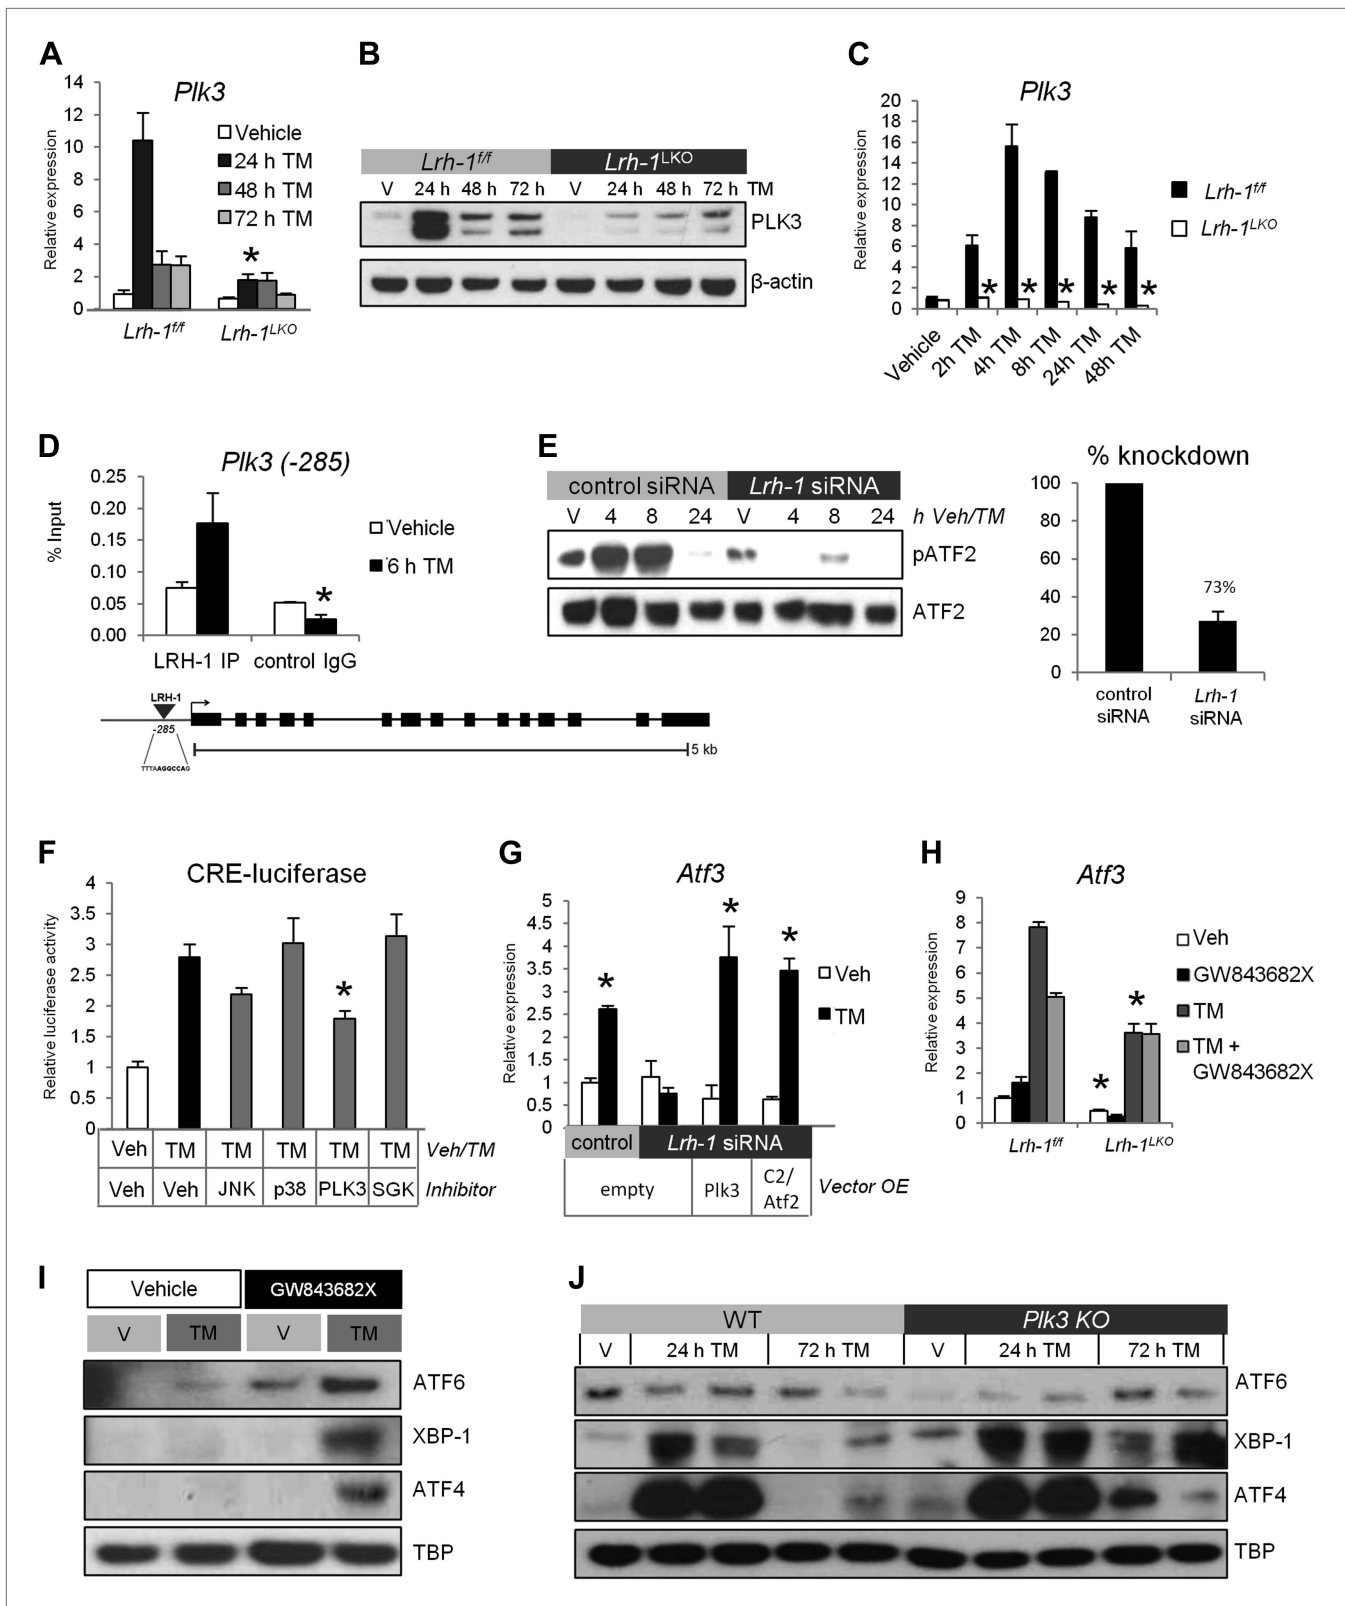 A
Plk3
Relative expression
14
12
10
8
6
4
2
0
Vehicle
24 h TM
48 h TM
72 h TM
*
Lrh-1f/f
Lrh-1LKO
B
Lrh-1f/f
Lrh-1LKO
V 24 h 48 h 72 h V 24 h 48 h 72 h TM
PLK3
β-actin
C
Plk3
Relative expression
20
18
16
14
12
10
8
6
4
2
0
* * * * *
Vehicle
2h TM
4h TM
8h TM
24h TM
48h TM
Lrh-1f/f
Lrh-1LKO
D
Plk3 (-285)
% Input
0.25
0.20
0.15
0.10
0.05
0.00
Vehicle
6 h TM
*
LRH-1 IP
control IgG
LRH-1
-285
TTTAAGGCCAG
5 kb
E
control siRNA
Lrh-1 siRNA
V 4 8 24 V 4 8 24 h Veh/TM
pATF2
ATF2
% knockdown
100
80
60
40
20
0
73%
control siRNA
Lrh-1 siRNA
F
CRE-luciferase
Relative luciferase activity
4
3.5
3
2.5
2
1.5
1
0.5
0
*
Veh TM TM TM TM TM Veh/TM
Veh Veh JNK p38 PLK3 SGK Inhibitor
G
Atf3
Relative expression
5
4.5
4
3.5
3
2.5
2
1.5
1
0.5
0
* * *
Veh
TM
control
Lrh-1 siRNA
empty
Plk3
C2/
Atf2
Vector OE
H
Atf3
Relative expression
9
8
7
6
5
4
3
2
1
0
* *
Veh
GW843682X
TM
TM +
GW843682X
Lrh-1f/f
Lrh-1LKO
I
Vehicle
GW843682X
V TM V TM
ATF6
XBP-1
ATF4
TBP
J
WT
Plk3 KO
V 24 h TM 72 h TM V 24 h TM 72 h TM
ATF6
XBP-1
ATF4
TBP